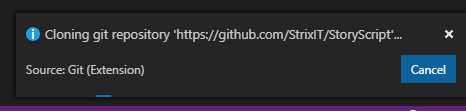 Cloning git repository 'https://github.com/StrixIT/StoryScript'...
Source: Git (Extension)
Cancel